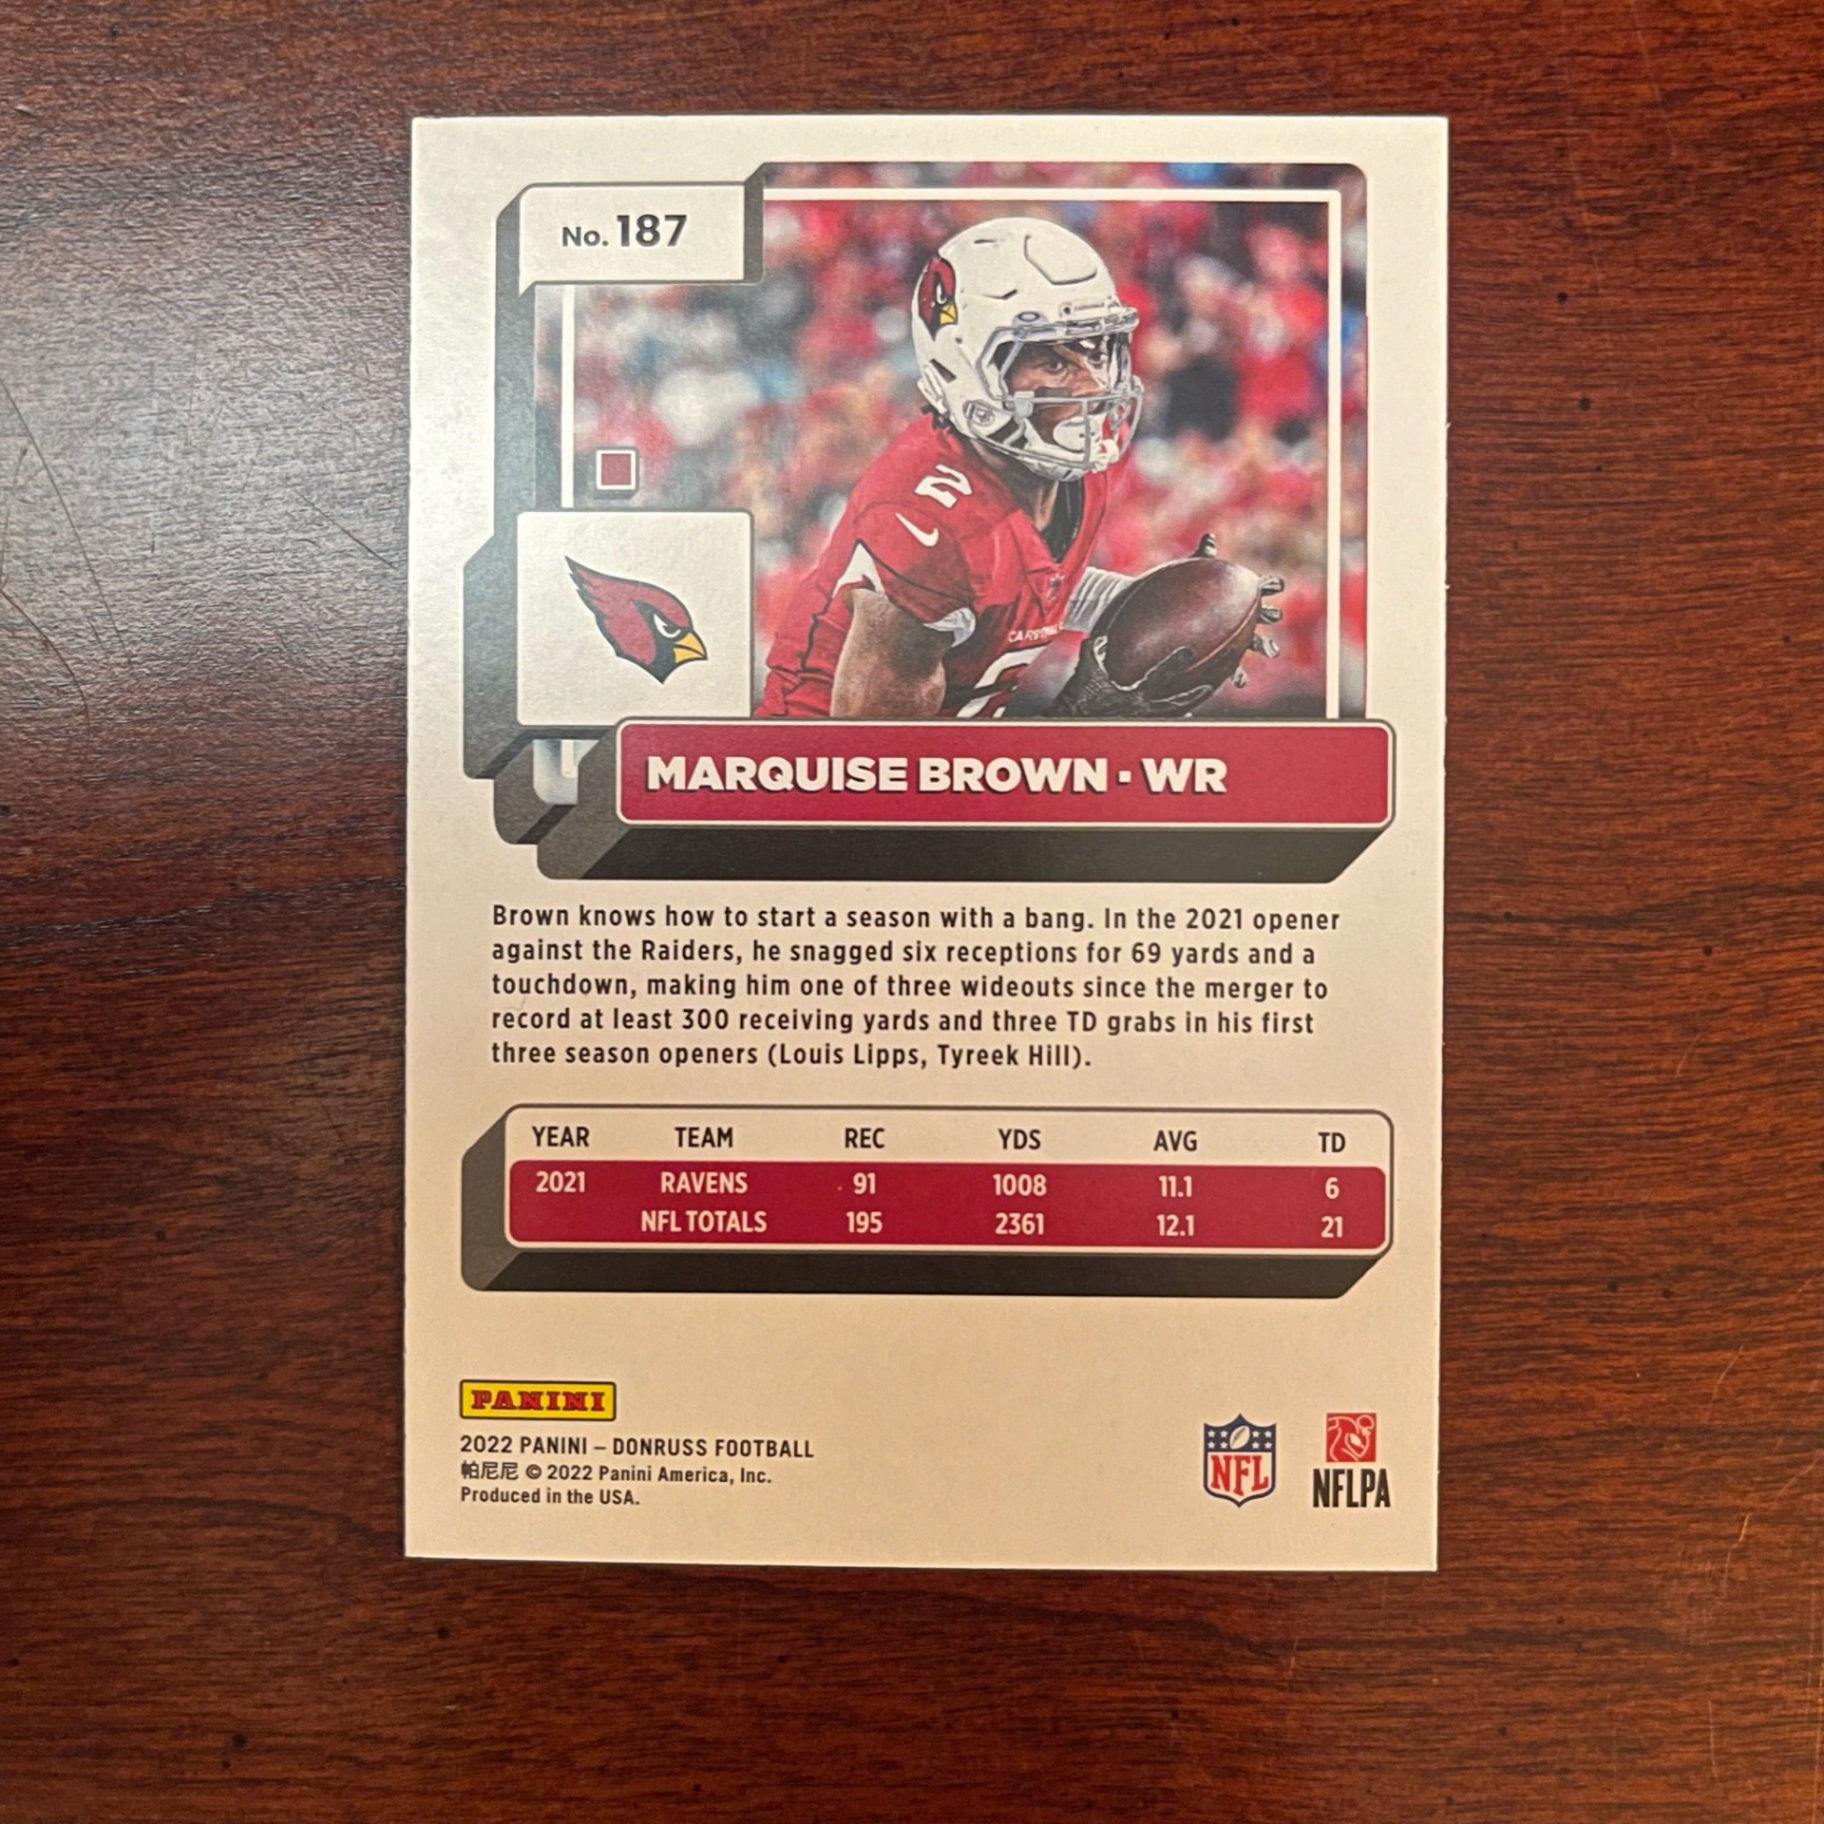 No. 187
2
CARDINALS
2
MARQUISE BROWN · WR
Brown knows how to start a season with a bang. In the 2021 opener
against the Raiders, he snagged six receptions for 69 yards and a
touchdown, making him one of three wideouts since the merger to
record at least 300 receiving yards and three TD grabs in his first
three season openers (Louis Lipps, Tyreek Hill).
YEAR TEAM REC YDS AVG TD
2021 RAVENS 91 1008 11.1 6
NFL TOTALS 195 2361 12.1 21
PANINI
2022 PANINI – DONRUSS FOOTBALL
帕尼尼 © 2022 Panini America, Inc.
Produced in the USA.
NFL
NFLPA